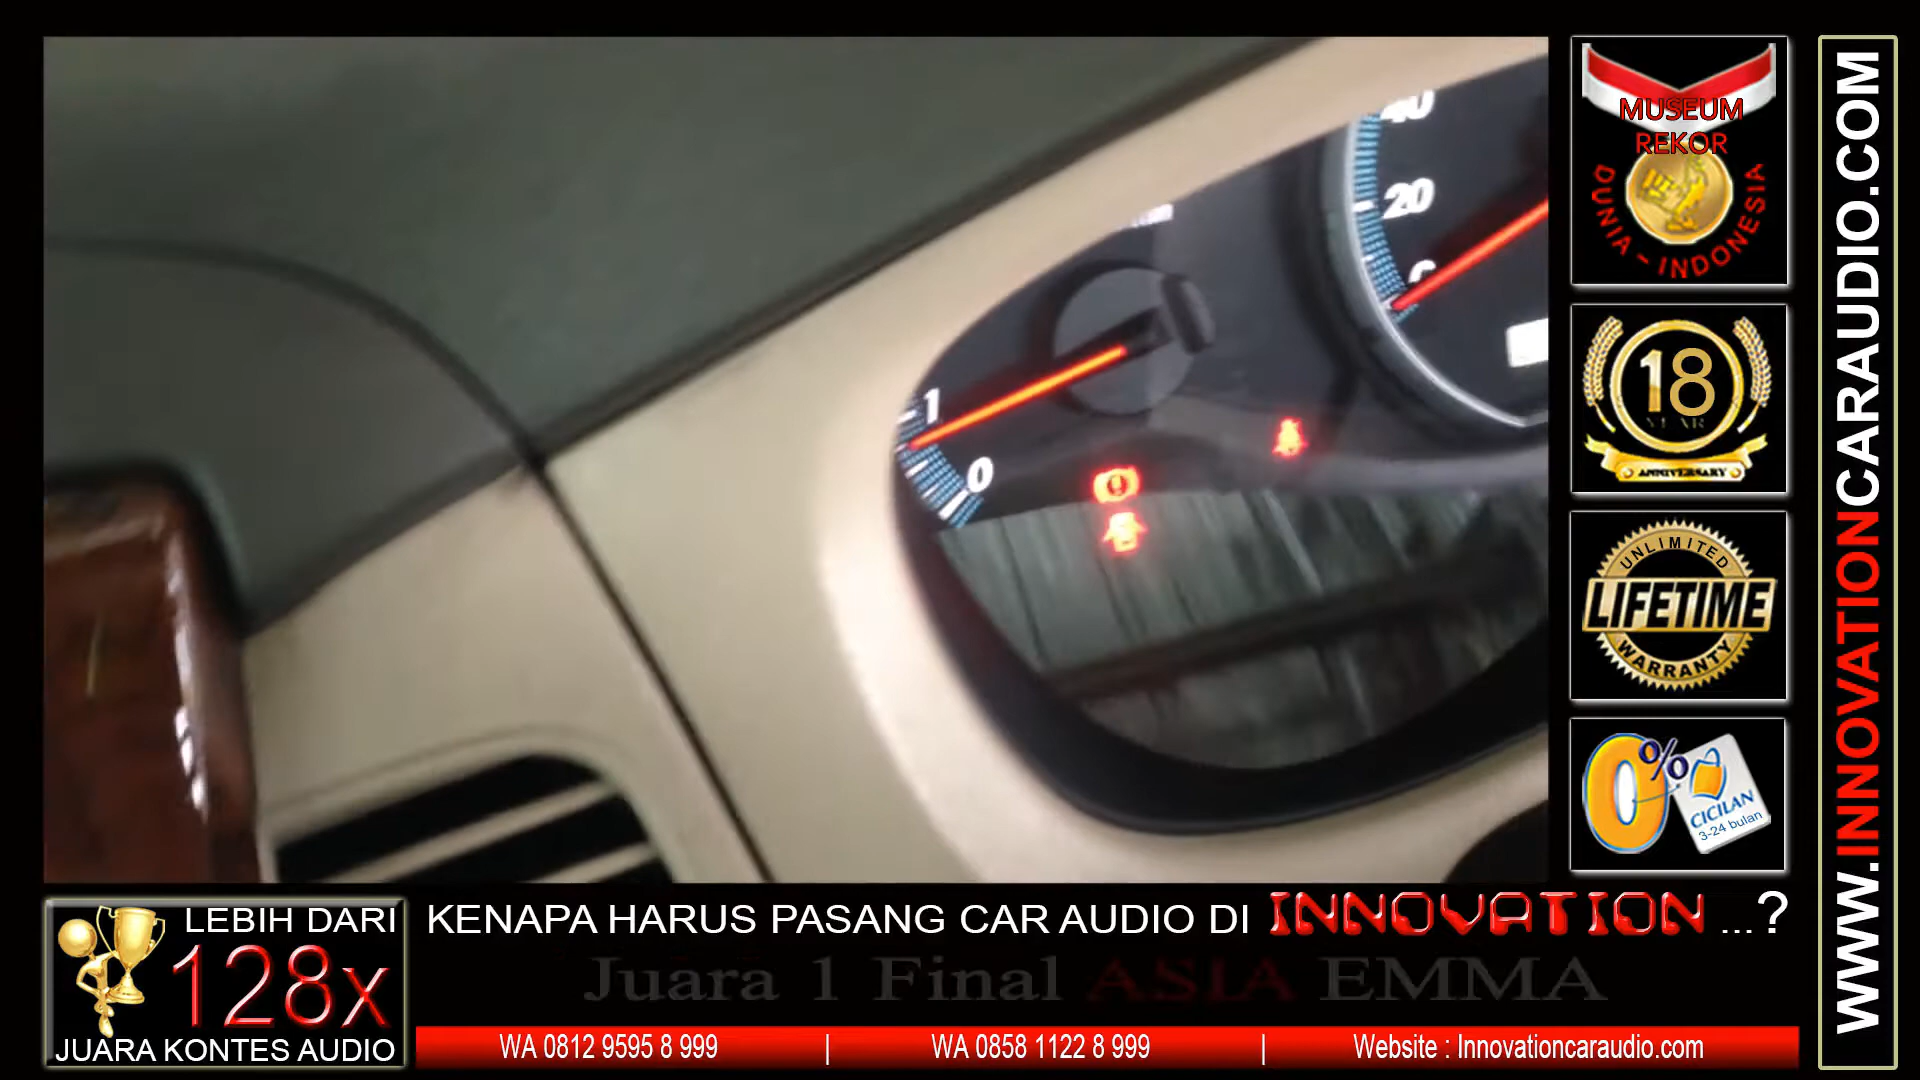 40
20
0
1
0
MUSEUM
REKOR
DUNIA - INDONESIA
18
YEAR
ANNIVERSARY
UNLIMITED
LIFETIME
WARRANTY
0%
CICILAN
3-24 bulan
WWW.INNOVATIONCARAUDIO.COM
LEBIH DARI
128x
JUARA KONTES AUDIO
KENAPA HARUS PASANG CAR AUDIO DI INNOVATION ...?
Juara 1 Final ASIA EMMA
WA 0812 9595 8 999 | WA 0858 1122 8 999 | Website : Innovationcaraudio.com